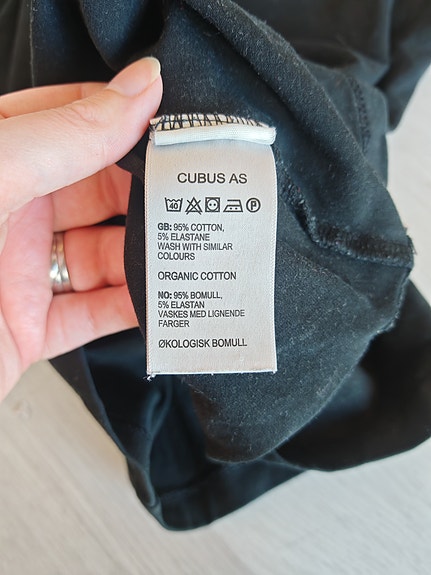 CUBUS AS
40 P
GB: 95% COTTON,
5% ELASTANE
WASH WITH SIMILAR
COLOURS
ORGANIC COTTON
NO: 95% BOMULL,
5% ELASTAN
VASKES MED LIGNENDE
FARGER
ØKOLOGISK BOMULL